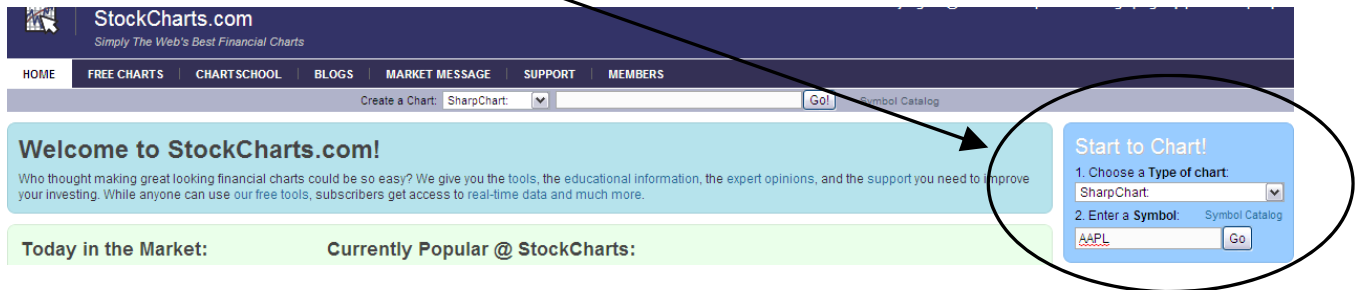 StockCharts.com
Simply The Web's Best Financial Charts
HOME FREE CHARTS | CHARTSCHOOL | BLOGS | MARKET MESSAGE | SUPPORT | MEMBERS
Create a Chart: SharpChart: Go! Symbol Catalog
Welcome to StockCharts.com!
Who thought making great looking financial charts could be so easy? We give you the tools, the educational information, the expert opinions, and the support you need to improve
your investing. While anyone can use our free tools, subscribers get access to real-time data and much more.
Start to Chart!
1. Choose a Type of chart:
SharpChart:
2. Enter a Symbol: Symbol Catalog
AAPL Go
Today in the Market: Currently Popular @ StockCharts: